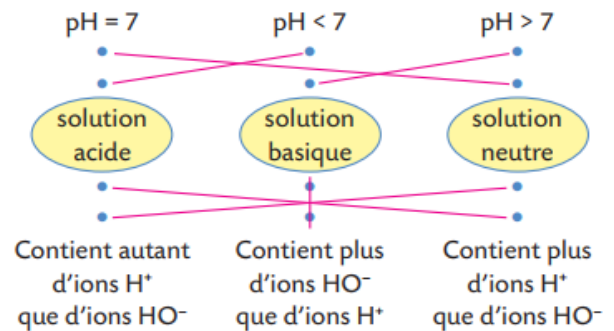 pH = 7 pH < 7 pH > 7
solution acide
solution basique
solution neutre
Contient autant
d'ions H⁺
que d'ions HO⁻
Contient plus
d'ions HO⁻
que d'ions H⁺
Contient plus
d'ions H⁺
que d'ions HO⁻